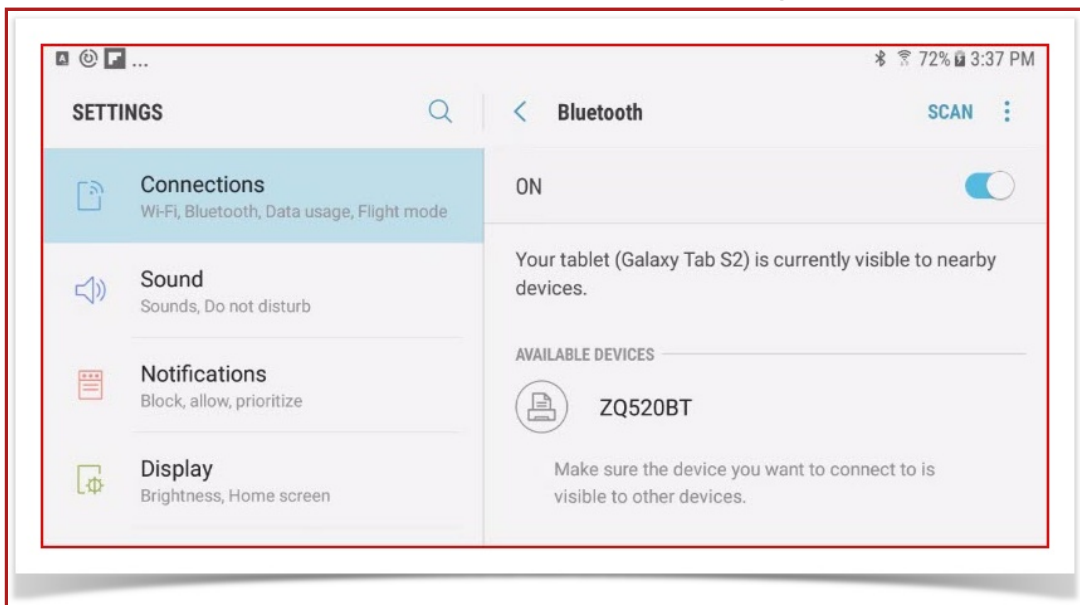 ... 72% 3:37 PM
SETTINGS
Connections
Wi-Fi, Bluetooth, Data usage, Flight mode
Sound
Sounds, Do not disturb
Notifications
Block, allow, prioritize
Display
Brightness, Home screen
Bluetooth SCAN
ON
Your tablet (Galaxy Tab S2) is currently visible to nearby
devices.
AVAILABLE DEVICES
ZQ520BT
Make sure the device you want to connect to is
visible to other devices.